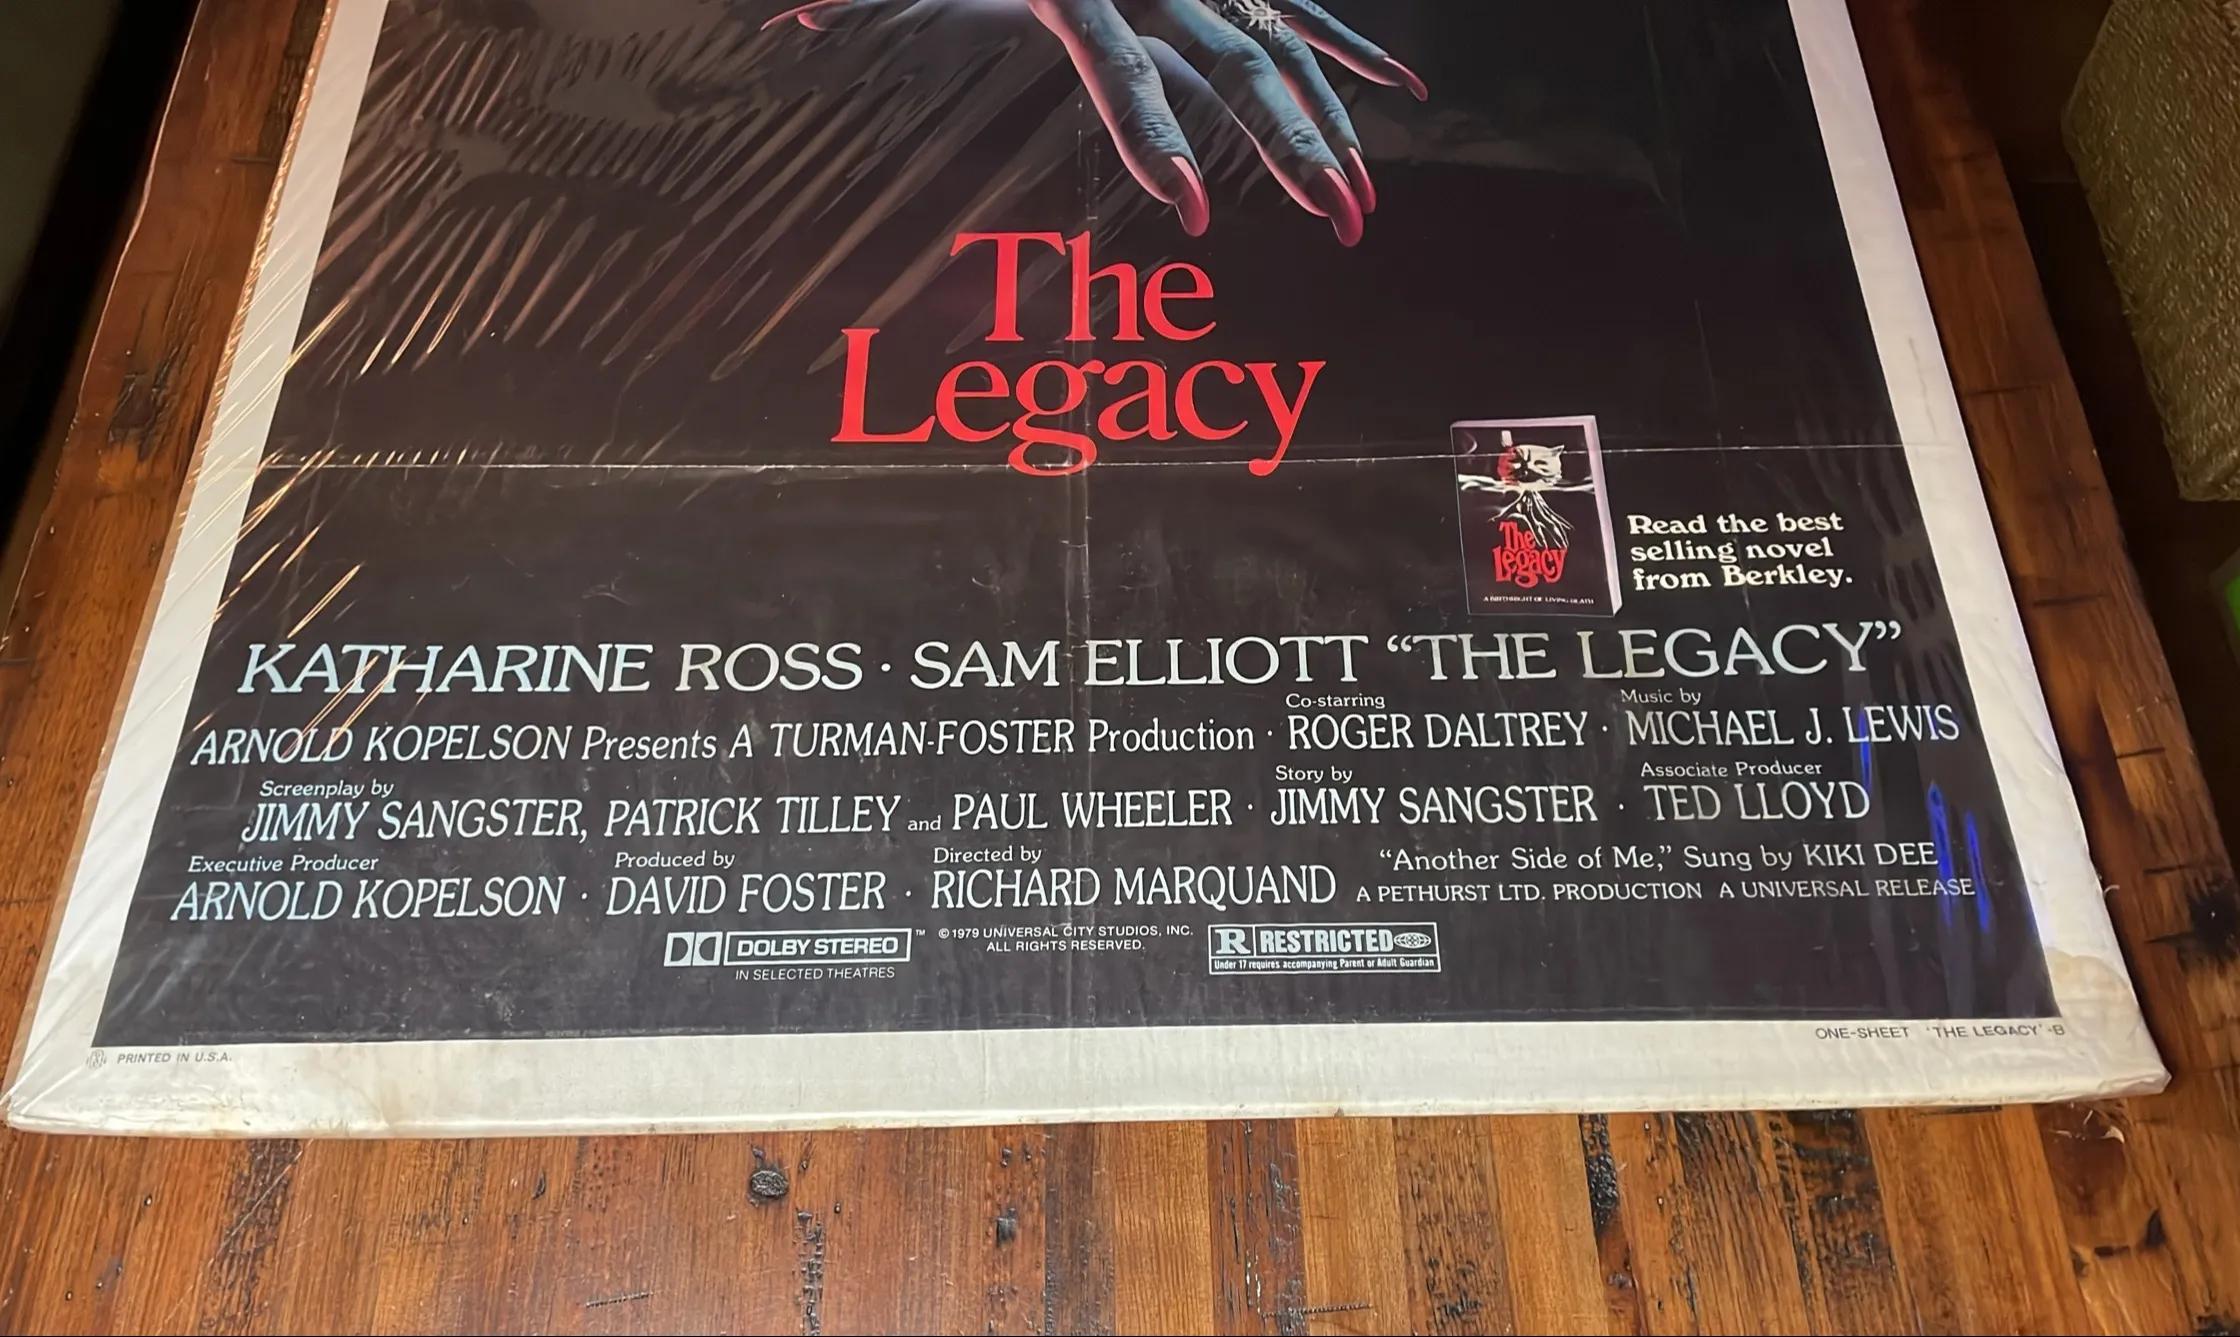 The
Legacy
The
Legacy
A BIRTHRIGHT OF LIVING DEATH
Read the best
selling novel
from Berkley.
KATHARINE ROSS · SAM ELLIOTT “THE LEGACY”
Co-starring
Music by
ARNOLD KOPELSON Presents A TURMAN-FOSTER Production · ROGER DALTREY · MICHAEL J. LEWIS
Screenplay by
Story by
Associate Producer
JIMMY SANGSTER, PATRICK TILLEY and PAUL WHEELER · JIMMY SANGSTER · TED LLOYD
Executive Producer
Produced by
Directed by
“Another Side of Me,” Sung by KIKI DEE
ARNOLD KOPELSON · DAVID FOSTER · RICHARD MARQUAND
A PETHURST LTD. PRODUCTION A UNIVERSAL RELEASE
DOLBY STEREO ™
IN SELECTED THEATRES
©1979 UNIVERSAL CITY STUDIOS, INC.
ALL RIGHTS RESERVED.
R RESTRICTED
Under 17 requires accompanying Parent or Adult Guardian
PRINTED IN U.S.A.
ONE-SHEET 'THE LEGACY'-B